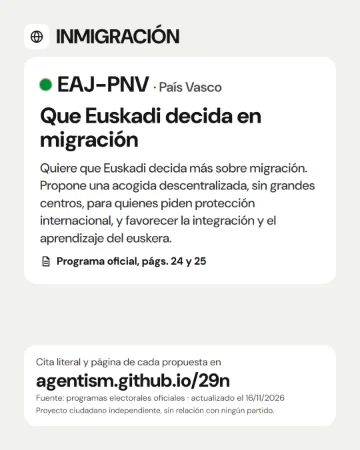 INMIGRACIÓN
EAJ-PNV · País Vasco
Que Euskadi decida en
migración
Quiere que Euskadi decida más sobre migración.
Propone una acogida descentralizada, sin grandes
centros, para quienes piden protección
internacional, y favorecer la integración y el
aprendizaje del euskera.
Programa oficial, págs. 24 y 25
Cita literal y página de cada propuesta en
agentism.github.io/29n
Fuente: programas electorales oficiales · actualizado el 16/11/2026
Proyecto ciudadano independiente, sin relación con ningún partido.